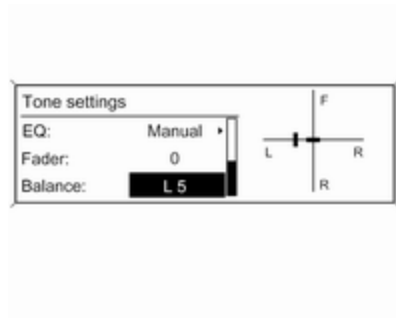 Tone settings
EQ: Manual
Fader: 0
Balance: L 5
F
L R
R